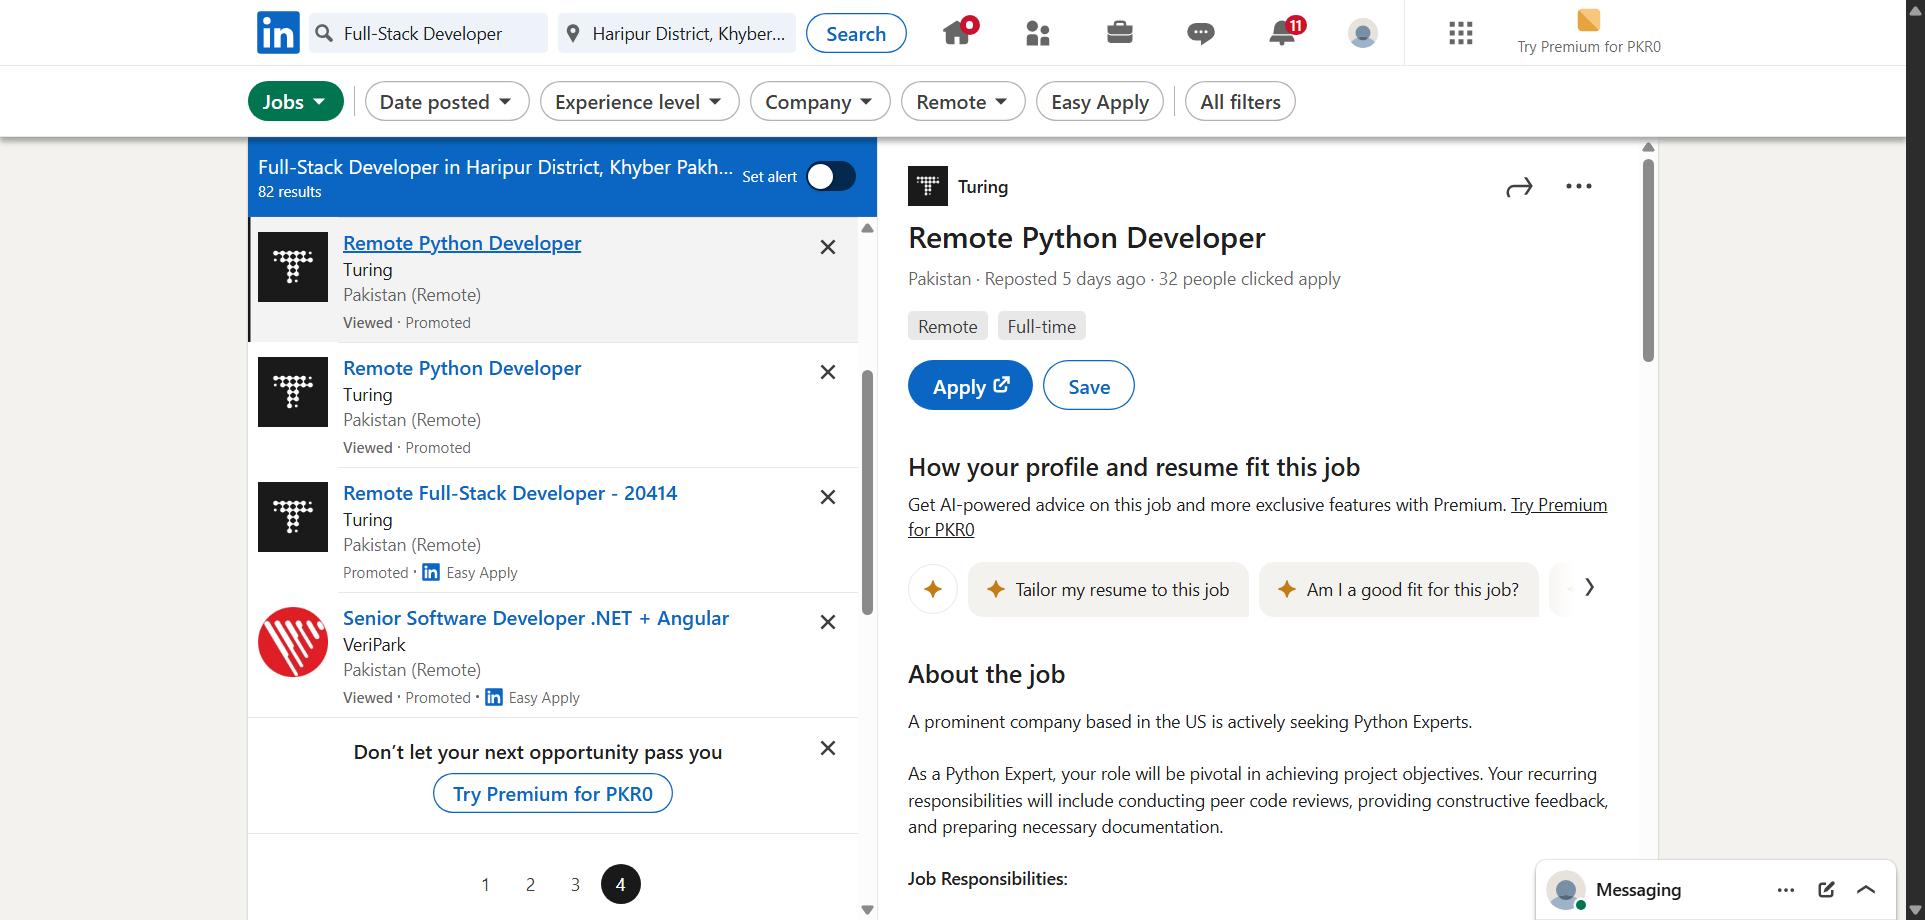 in
Full-Stack Developer
Haripur District, Khyber...
Search
11
Try Premium for PKR0
Jobs
Date posted
Experience level
Company
Remote
Easy Apply
All filters
Full-Stack Developer in Haripur District, Khyber Pakh...
82 results
Set alert
Remote Python Developer
Turing
Pakistan (Remote)
Viewed · Promoted
Remote Python Developer
Turing
Pakistan (Remote)
Viewed · Promoted
Remote Full-Stack Developer - 20414
Turing
Pakistan (Remote)
Promoted · in Easy Apply
Senior Software Developer .NET + Angular
VeriPark
Pakistan (Remote)
Viewed · Promoted · in Easy Apply
Don’t let your next opportunity pass you
Try Premium for PKR0
1 2 3 4
Turing
Remote Python Developer
Pakistan · Reposted 5 days ago · 32 people clicked apply
Remote Full-time
Apply
Save
How your profile and resume fit this job
Get AI-powered advice on this job and more exclusive features with Premium. Try Premium
for PKR0
Tailor my resume to this job
Am I a good fit for this job?
About the job
A prominent company based in the US is actively seeking Python Experts.
As a Python Expert, your role will be pivotal in achieving project objectives. Your recurring
responsibilities will include conducting peer code reviews, providing constructive feedback,
and preparing necessary documentation.
Job Responsibilities:
Messaging